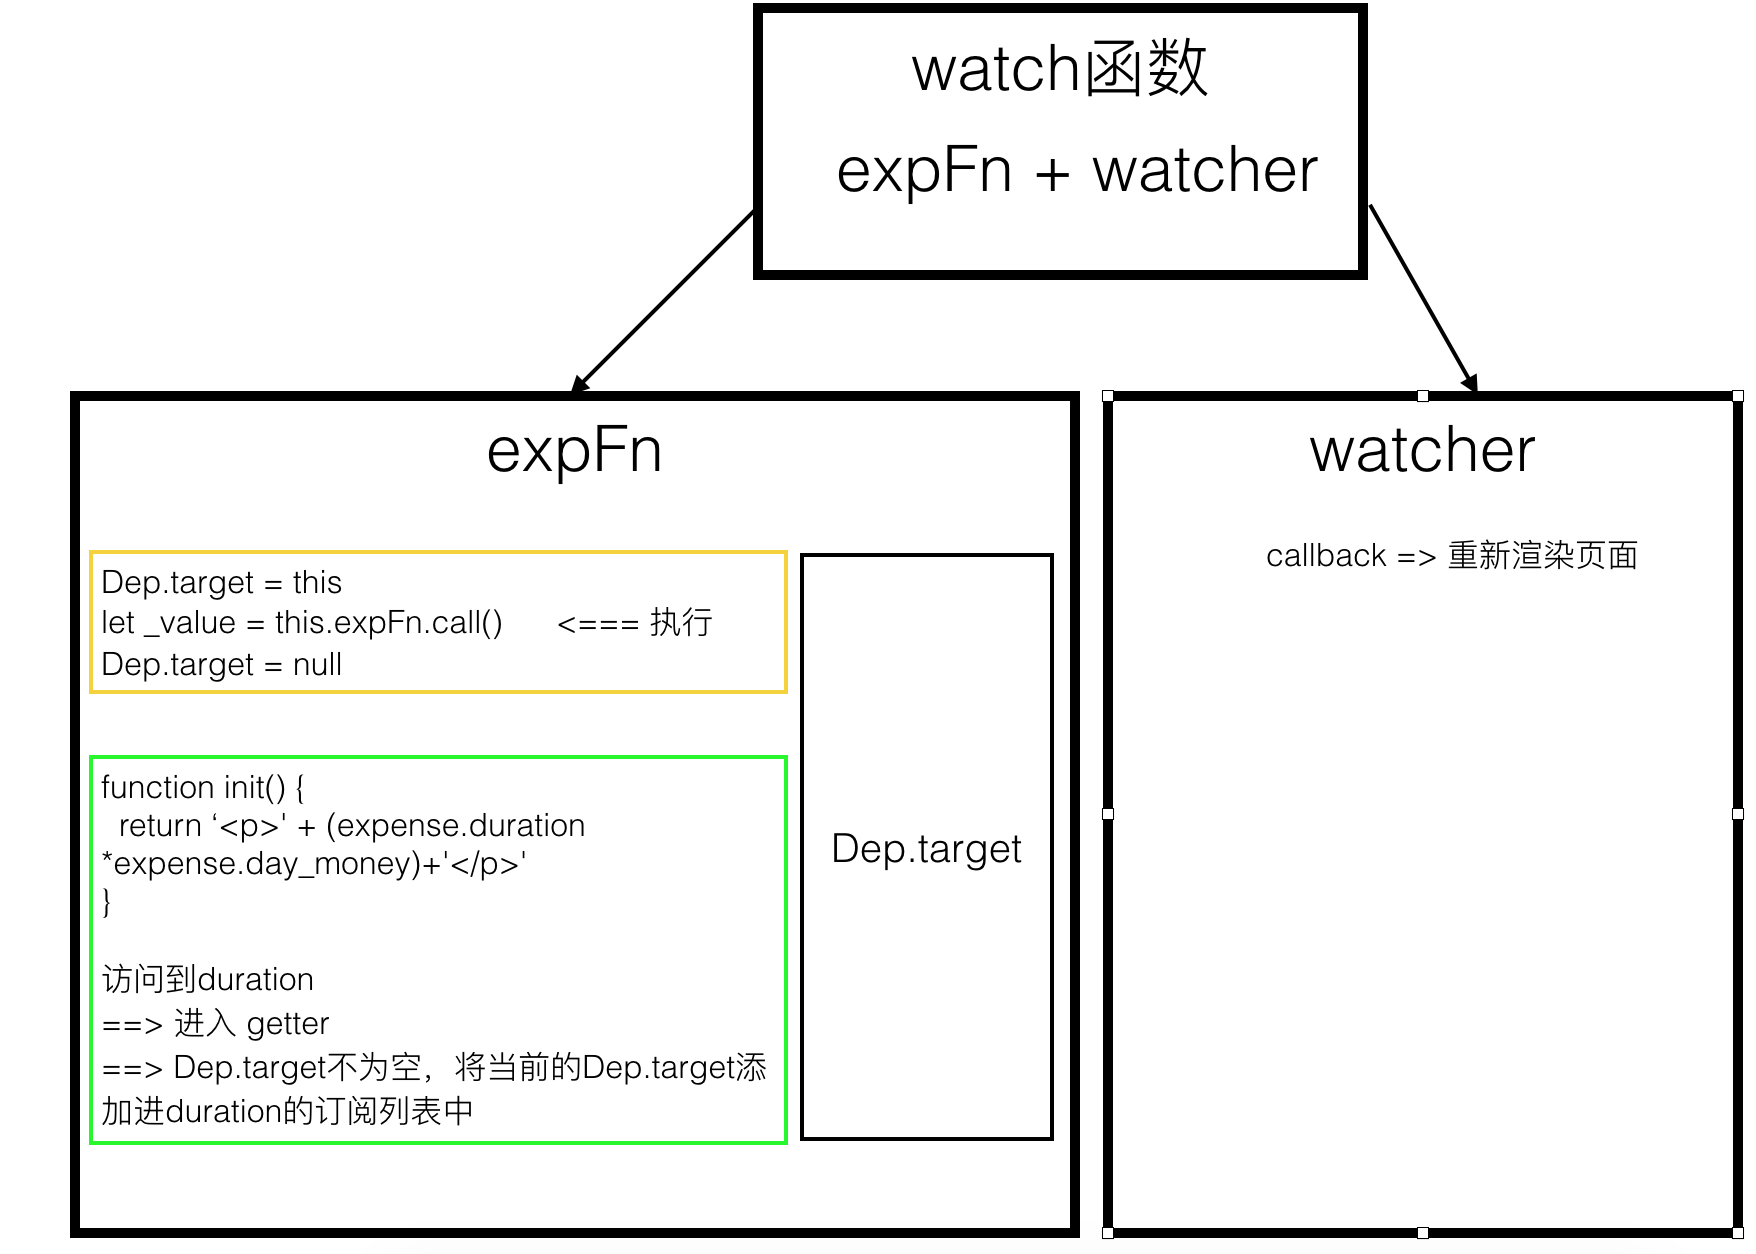 watch函数
expFn + watcher
expFn
Dep.target = this
let _value = this.expFn.call() <=== 执行
Dep.target = null
function init() {
return ‘<p>' + (expense.duration
*expense.day_money)+'</p>'
}
访问到duration
==> 进入 getter
==> Dep.target不为空，将当前的Dep.target添
加进duration的订阅列表中
Dep.target
watcher
callback => 重新渲染页面